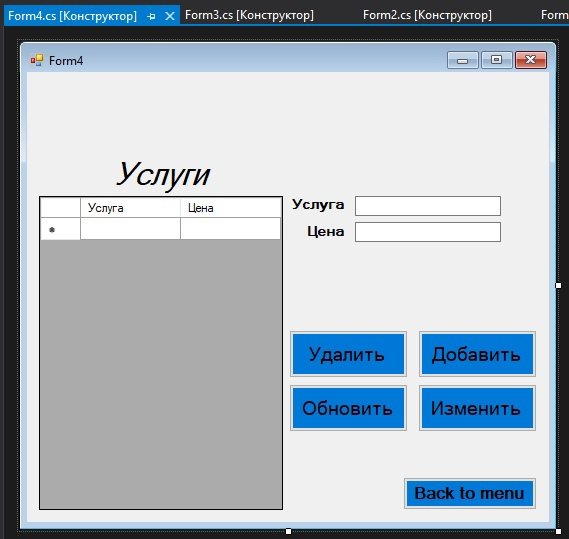 Form4.cs [Конструктор] Form3.cs [Конструктор] Form2.cs [Конструктор] Form
Form4
Услуги
Услуга Цена
Услуга
Цена
Удалить Добавить
Обновить Изменить
Back to menu